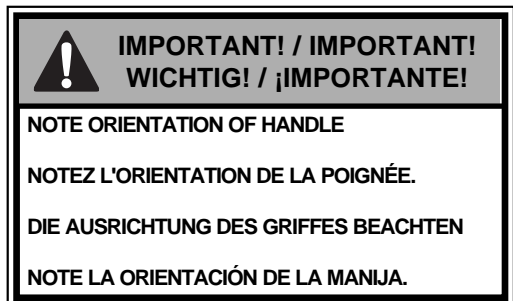 IMPORTANT! / IMPORTANT!
WICHTIG! / ¡IMPORTANTE!
NOTE ORIENTATION OF HANDLE
NOTEZ L'ORIENTATION DE LA POIGNÉE.
DIE AUSRICHTUNG DES GRIFFES BEACHTEN
NOTE LA ORIENTACIÓN DE LA MANIJA.